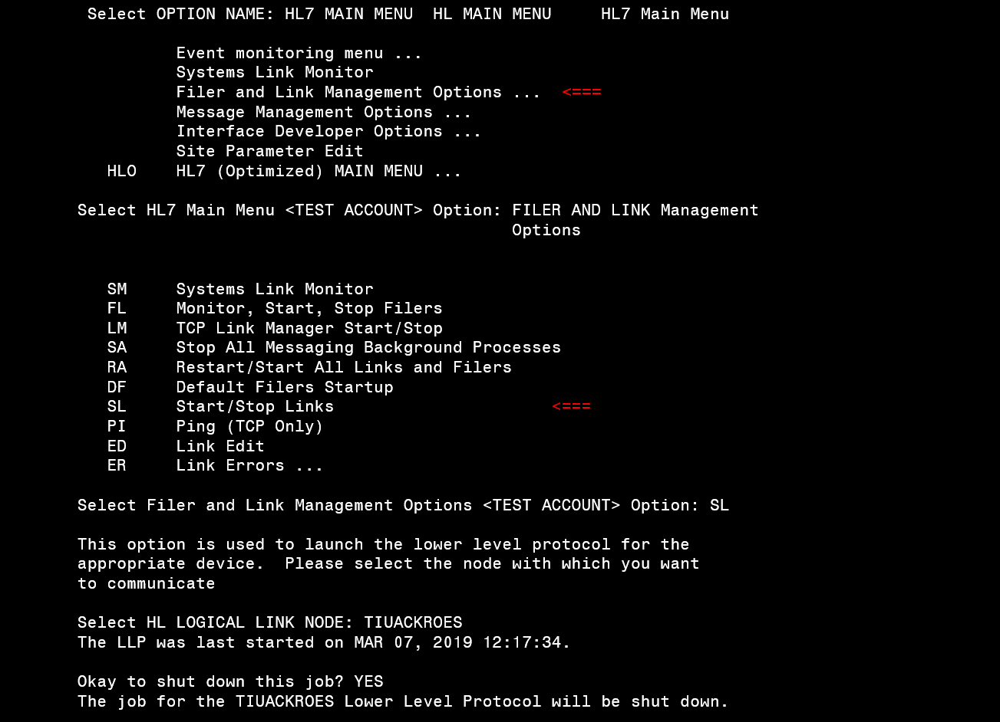 Select OPTION NAME: HL7 MAIN MENU  HL MAIN MENU     HL7 Main Menu
Event monitoring menu ...
Systems Link Monitor
Filer and Link Management Options ...  <===
Message Management Options ...
Interface Developer Options ...
Site Parameter Edit
HLO    HL7 (Optimized) MAIN MENU ...
Select HL7 Main Menu <TEST ACCOUNT> Option: FILER AND LINK Management
Options
SM     Systems Link Monitor
FL     Monitor, Start, Stop Filers
LM     TCP Link Manager Start/Stop
SA     Stop All Messaging Background Processes
RA     Restart/Start All Links and Filers
DF     Default Filers Startup
SL     Start/Stop Links                      <===
PI     Ping (TCP Only)
ED     Link Edit
ER     Link Errors ...
Select Filer and Link Management Options <TEST ACCOUNT> Option: SL
This option is used to launch the lower level protocol for the
appropriate device.  Please select the node with which you want
to communicate
Select HL LOGICAL LINK NODE: TIUACKROES
The LLP was last started on MAR 07, 2019 12:17:34.
Okay to shut down this job? YES
The job for the TIUACKROES Lower Level Protocol will be shut down.